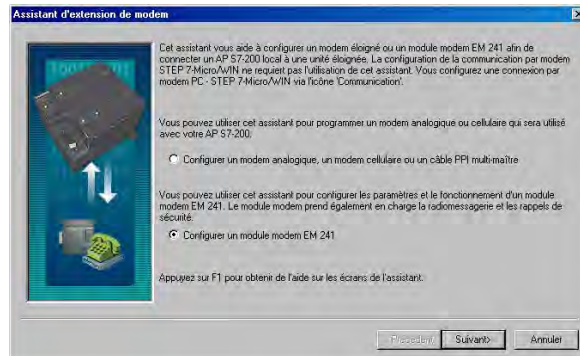 Assistant d'extension de modem
Cet assistant vous aide à configurer un modem éloigné ou un module modem EM 241 afin de
connecter un AP S7-200 local à une unité éloignée. La configuration de la communication par modem
STEP 7-Micro/WIN ne requiert pas l'utilisation de cet assistant. Vous configurez une connexion par
modem PC - STEP 7-Micro/WIN via l'icône 'Communication'.
Vous pouvez utiliser cet assistant pour programmer un modem analogique ou cellulaire qui sera utilisé
avec votre AP S7-200.
Configurer un modem analogique, un modem cellulaire ou un câble PPI multi-maître
Vous pouvez utiliser cet assistant pour configurer les paramètres et le fonctionnement d'un module
modem EM 241. Le module modem prend également en charge la radiomessagerie et les rappels de
sécurité.
Configurer un module modem EM 241
Appuyez sur F1 pour obtenir de l'aide sur les écrans de l'assistant.
<Précédent Suivant> Annuler